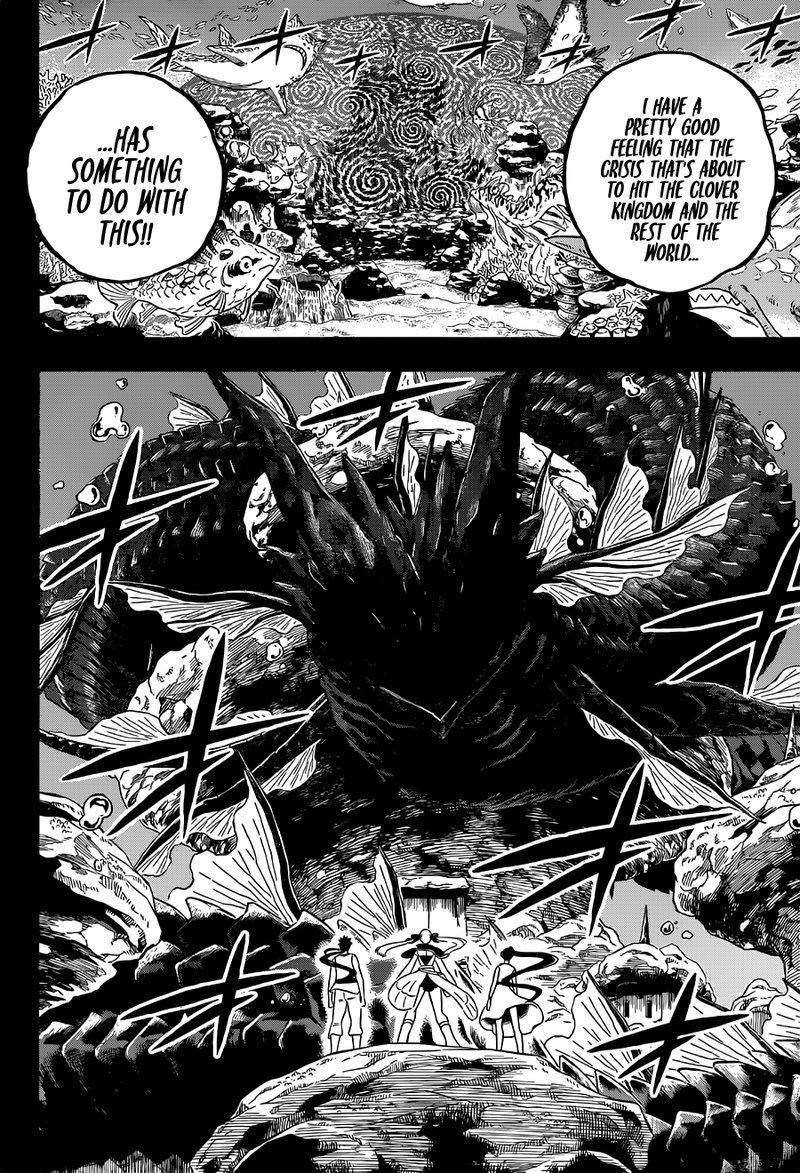 I HAVE A
PRETTY GOOD
FEELING THAT THE
CRISIS THAT'S ABOUT
TO HIT THE CLOVER
KINGDOM AND THE
REST OF THE
WORLD...
...HAS
SOMETHING
TO DO WITH
THIS!!